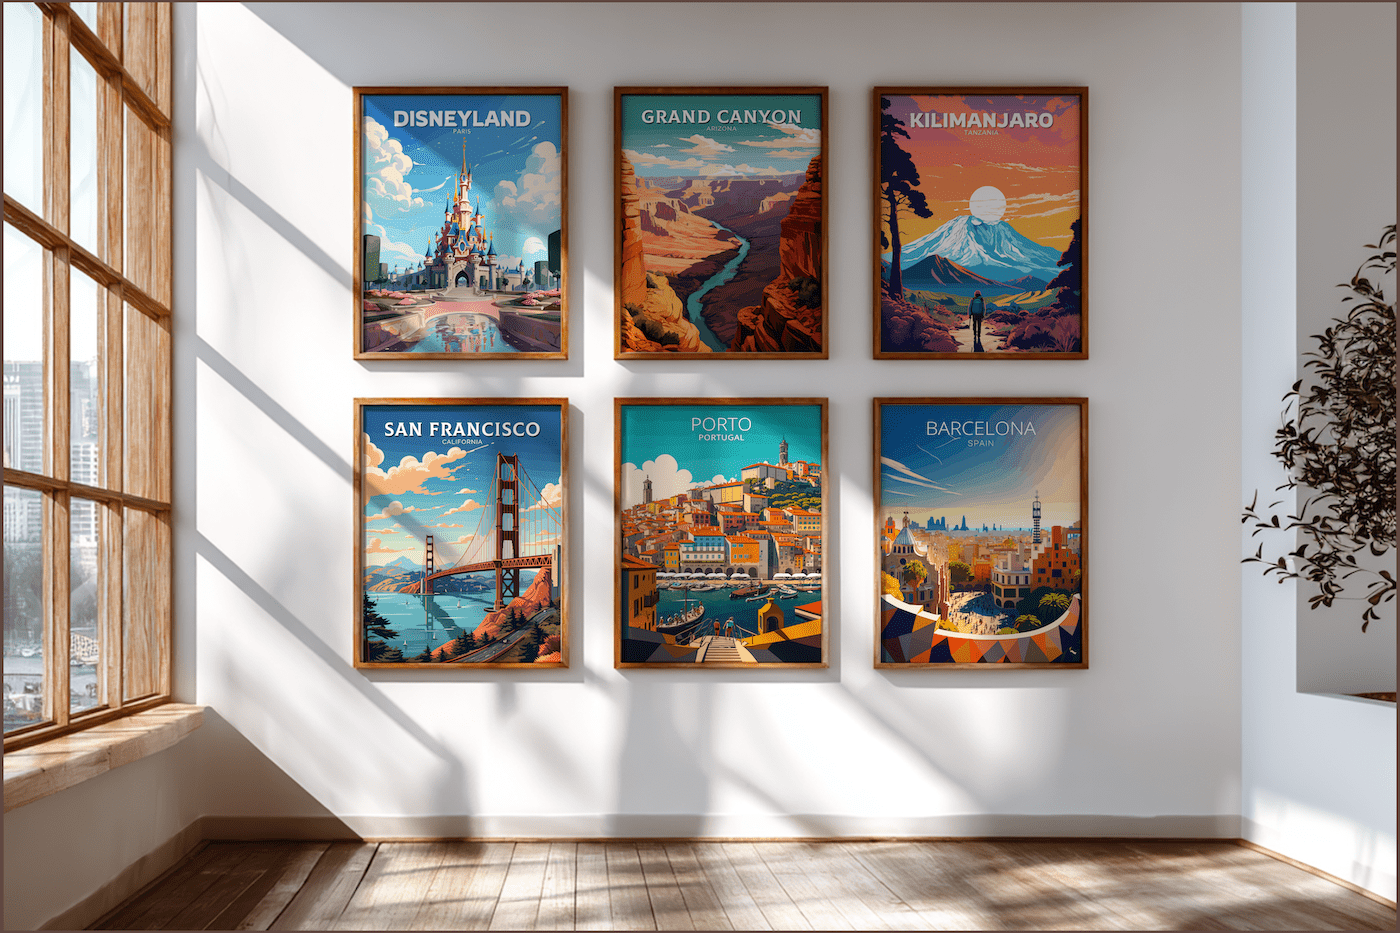 DISNEYLAND
PARIS
GRAND CANYON
ARIZONA
KILIMANJARO
TANZANIA
SAN FRANCISCO
CALIFORNIA
PORTO
PORTUGAL
BARCELONA
SPAIN